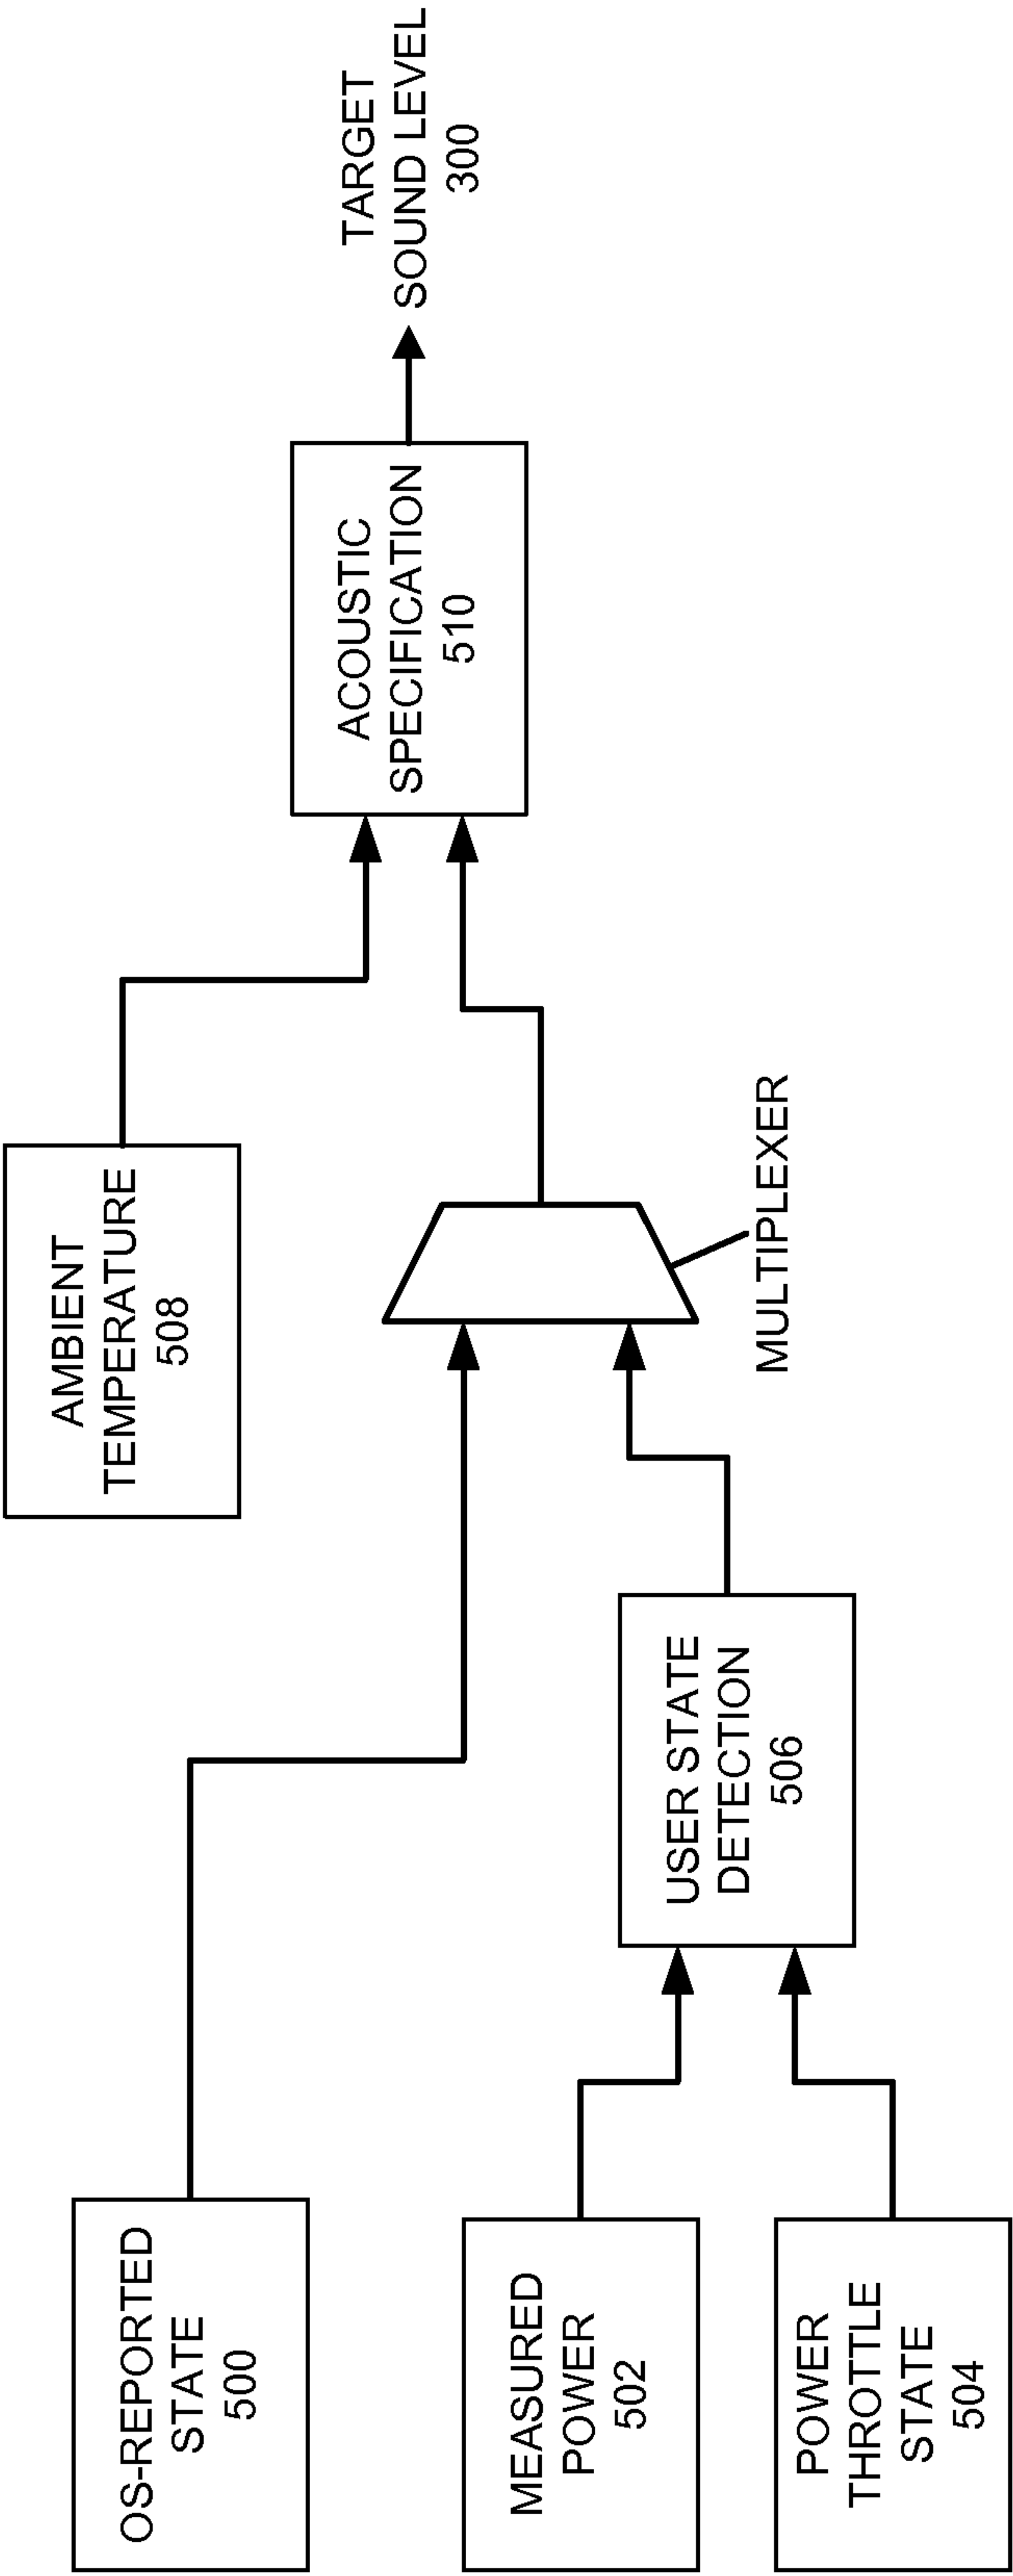 OS-REPORTED
STATE
500
MEASURED
POWER
502
POWER
THROTTLE
STATE
504
USER STATE
DETECTION
506
AMBIENT
TEMPERATURE
508
MULTIPLEXER
ACOUSTIC
SPECIFICATION
510
TARGET
SOUND LEVEL
300